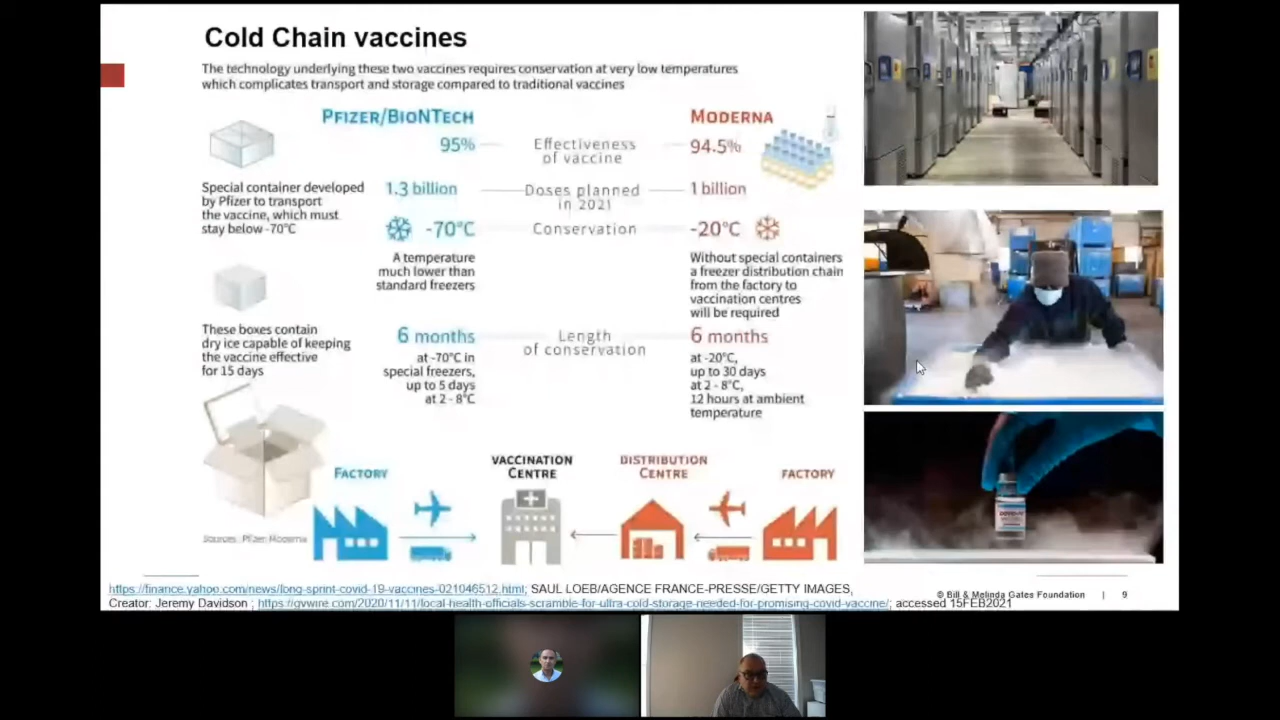 Cold Chain vaccines
The technology underlying these two vaccines requires conservation at very low temperatures
which complicates transport and storage compared to traditional vaccines
PFIZER/BIONTECH
MODERNA
95%
Effectiveness
of vaccine
94.5%
Special container developed
by Pfizer to transport
the vaccine, which must
stay below -70°C
1.3 billion
Doses planned
in 2021
1 billion
-70°C
Conservation
-20°C
A temperature
much lower than
standard freezers
Without special containers
a freezer distribution chain
from the factory to
vaccination centres
will be required
These boxes contain
dry ice capable of keeping
the vaccine effective
for 15 days
6 months
Length
of conservation
6 months
at -70°C in
special freezers,
up to 5 days
at 2 - 8°C
at -20°C,
up to 30 days
at 2 - 8°C,
12 hours at ambient
temperature
FACTORY
VACCINATION
CENTRE
DISTRIBUTION
CENTRE
FACTORY
Sources: Pfizer Moderna
https://finance.yahoo.com/news/long-sprint-covid-19-vaccines-021046512.html; SAUL LOEB/AGENCE FRANCE-PRESSE/GETTY IMAGES,
Creator: Jeremy Davidson ; https://gvwire.com/2020/11/11/local-health-officials-scramble-for-ultra-cold-storage-needed-for-promising-covid-vaccine/; accessed 15FEB2021
© Bill & Melinda Gates Foundation | 9